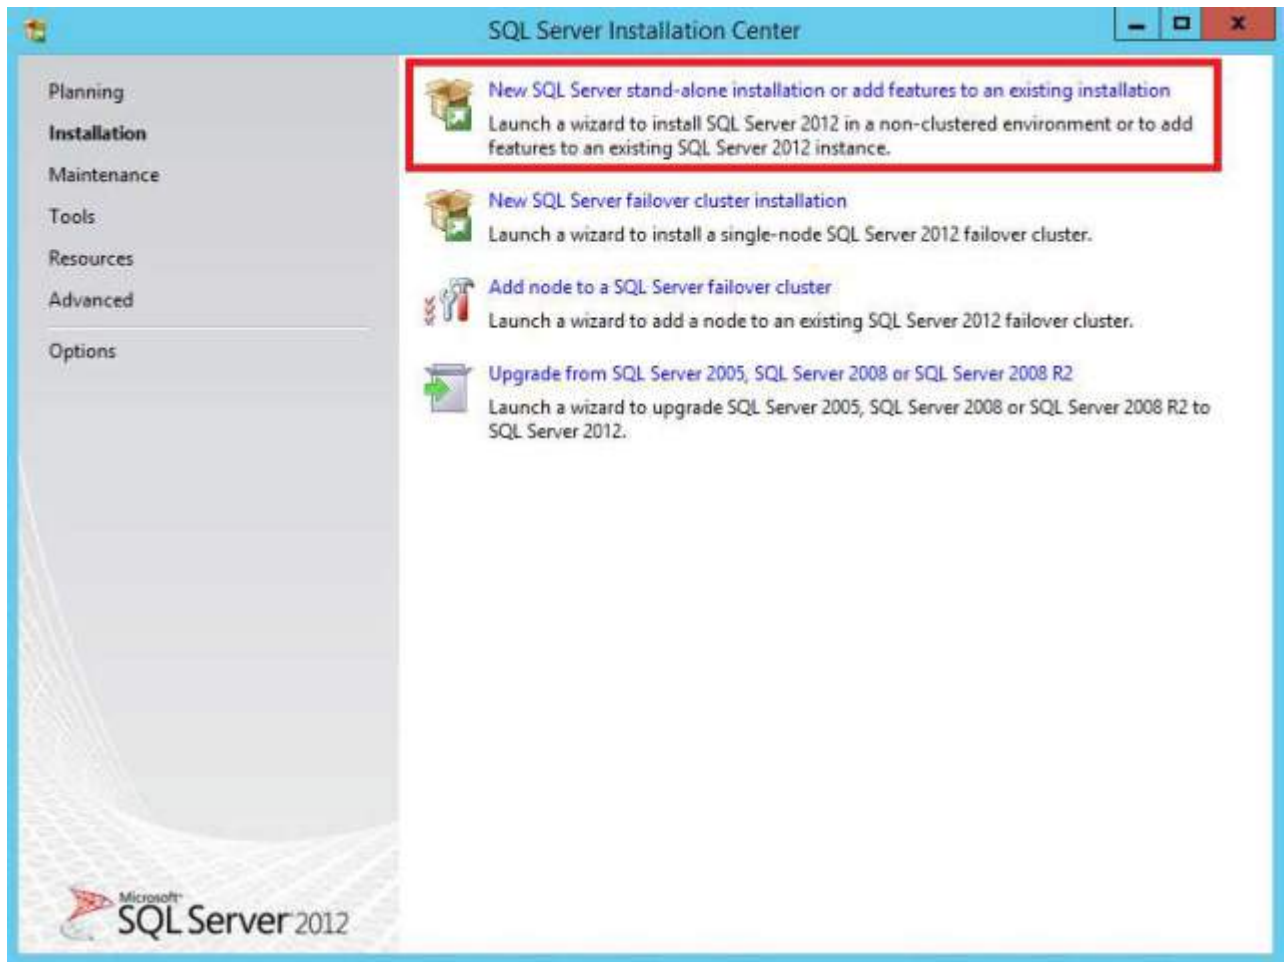 SQL Server Installation Center
Planning
Installation
Maintenance
Tools
Resources
Advanced
Options
New SQL Server stand-alone installation or add features to an existing installation
Launch a wizard to install SQL Server 2012 in a non-clustered environment or to add
features to an existing SQL Server 2012 instance.
New SQL Server failover cluster installation
Launch a wizard to install a single-node SQL Server 2012 failover cluster.
Add node to a SQL Server failover cluster
Launch a wizard to add a node to an existing SQL Server 2012 failover cluster.
Upgrade from SQL Server 2005, SQL Server 2008 or SQL Server 2008 R2
Launch a wizard to upgrade SQL Server 2005, SQL Server 2008 or SQL Server 2008 R2 to
SQL Server 2012.
Microsoft
SQL Server 2012